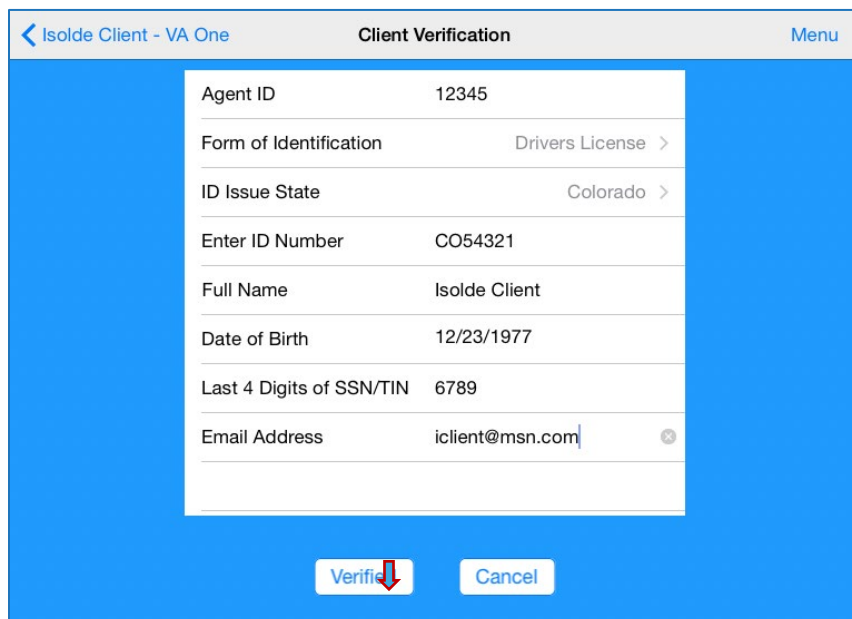 Isolde Client - VA One Client Verification Menu
Agent ID 12345
Form of Identification Drivers License
ID Issue State Colorado
Enter ID Number CO54321
Full Name Isolde Client
Date of Birth 12/23/1977
Last 4 Digits of SSN/TIN 6789
Email Address iclient@msn.com
Cancel